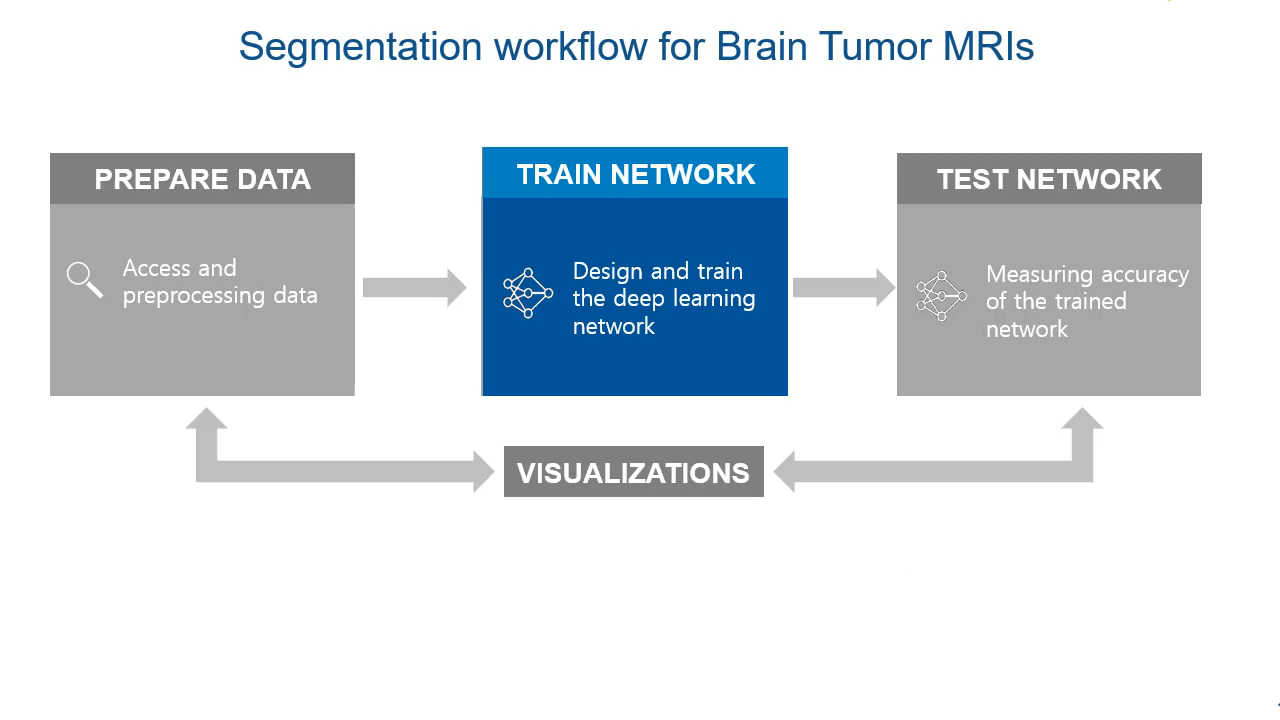 Segmentation workflow for Brain Tumor MRIs
PREPARE DATA
Access and
preprocessing data
TRAIN NETWORK
Design and train
the deep learning
network
TEST NETWORK
Measuring accuracy
of the trained
network
VISUALIZATIONS